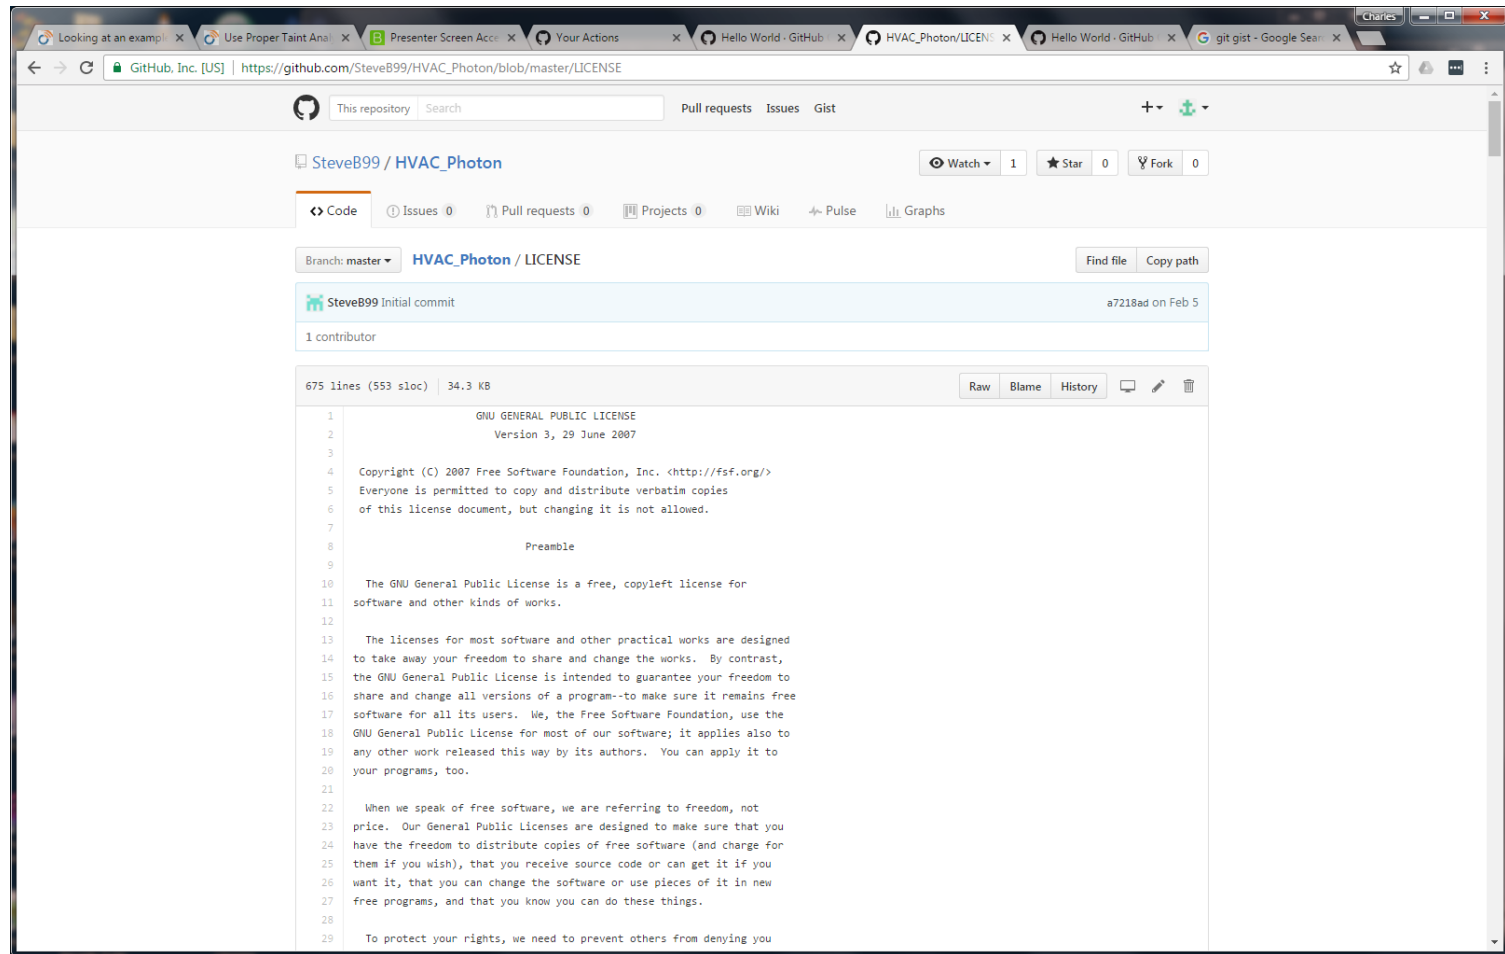 Charles
Looking at an exampl
Use Proper Taint Anal
Presenter Screen Acce
Your Actions
Hello World · GitHub
HVAC_Photon/LICENS
Hello World · GitHub
git gist - Google Sear
GitHub, Inc. [US] | https://github.com/SteveB99/HVAC_Photon/blob/master/LICENSE
This repository Search Pull requests Issues Gist
SteveB99 / HVAC_Photon Watch 1 Star 0 Fork 0
Code Issues 0 Pull requests 0 Projects 0 Wiki Pulse Graphs
Branch: master HVAC_Photon / LICENSE Find file Copy path
SteveB99 Initial commit a7218ad on Feb 5
1 contributor
675 lines (553 sloc) 34.3 KB Raw Blame History
1 GNU GENERAL PUBLIC LICENSE
2 Version 3, 29 June 2007
3
4 Copyright (C) 2007 Free Software Foundation, Inc. <http://fsf.org/>
5 Everyone is permitted to copy and distribute verbatim copies
6 of this license document, but changing it is not allowed.
7
8 Preamble
9
10 The GNU General Public License is a free, copyleft license for
11 software and other kinds of works.
12
13 The licenses for most software and other practical works are designed
14 to take away your freedom to share and change the works. By contrast,
15 the GNU General Public License is intended to guarantee your freedom to
16 share and change all versions of a program--to make sure it remains free
17 software for all its users. We, the Free Software Foundation, use the
18 GNU General Public License for most of our software; it applies also to
19 any other work released this way by its authors. You can apply it to
20 your programs, too.
21
22 When we speak of free software, we are referring to freedom, not
23 price. Our General Public Licenses are designed to make sure that you
24 have the freedom to distribute copies of free software (and charge for
25 them if you wish), that you receive source code or can get it if you
26 want it, that you can change the software or use pieces of it in new
27 free programs, and that you know you can do these things.
28
29 To protect your rights, we need to prevent others from denying you